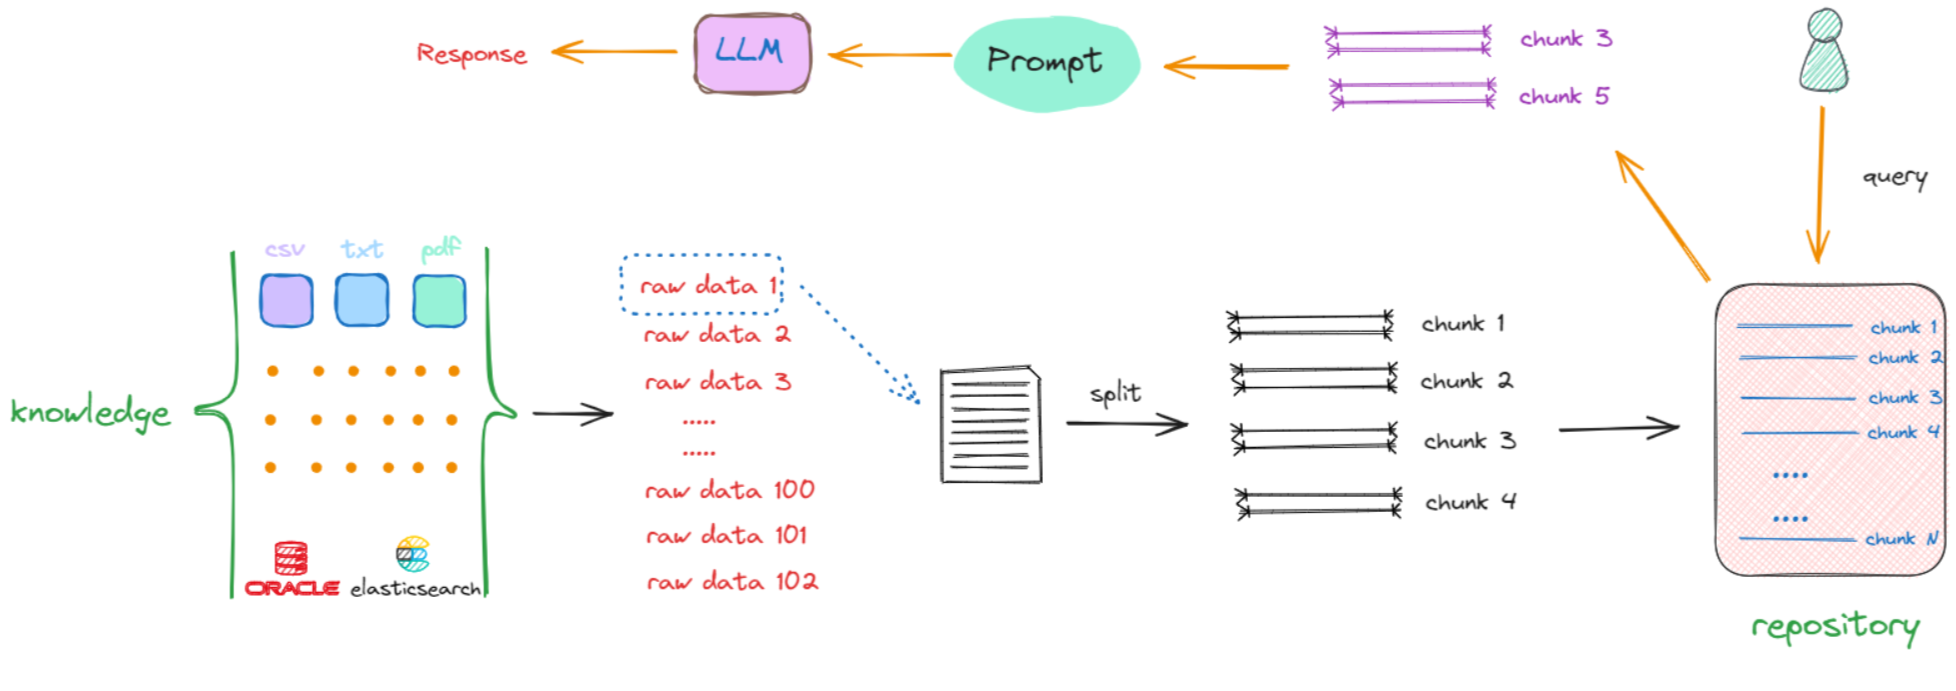 Response
LLM
Prompt
chunk 3
chunk 5
query
knowledge
csv txt pdf
ORACLE elasticsearch
raw data 1
raw data 2
raw data 3
.....
.....
raw data 100
raw data 101
raw data 102
split
chunk 1
chunk 2
chunk 3
chunk 4
chunk 1
chunk 2
chunk 3
chunk 4
....
....
chunk N
repository